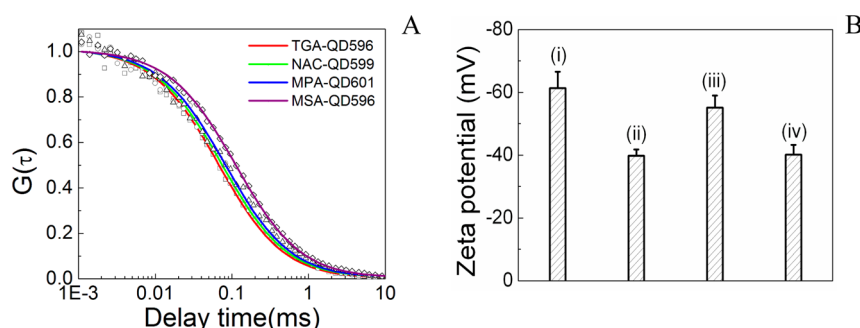 A
TGA-QD596
NAC-QD599
MPA-QD601
MSA-QD596
G(τ)
1.0
0.8
0.6
0.4
0.2
0.0
1E-3 0.01 0.1 1 10
Delay time(ms)
B
Zeta potential (mV)
-80
-60
-40
-20
0
(i)
(ii)
(iii)
(iv)